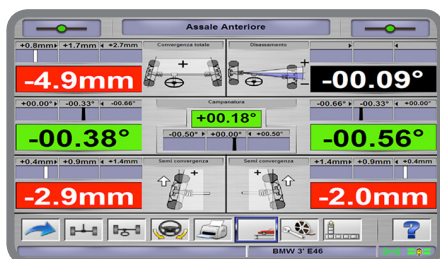 Assale Anteriore
+0.8mm +1.7mm +2.7mm
Convergenza totale
Disassamento
-4.9mm
-00.09°
+00.00° -00.33° -00.66°
Campanatura
-00.66° -00.33° +00.00°
+00.18°
-00.38°
-00.50° +00.00° +00.50°
-00.56°
+0.4mm +0.9mm +1.4mm
Semi convergenza
Semi convergenza
+1.4mm +0.9mm +0.4mm
-2.9mm
-2.0mm
?
BMW 3' E46